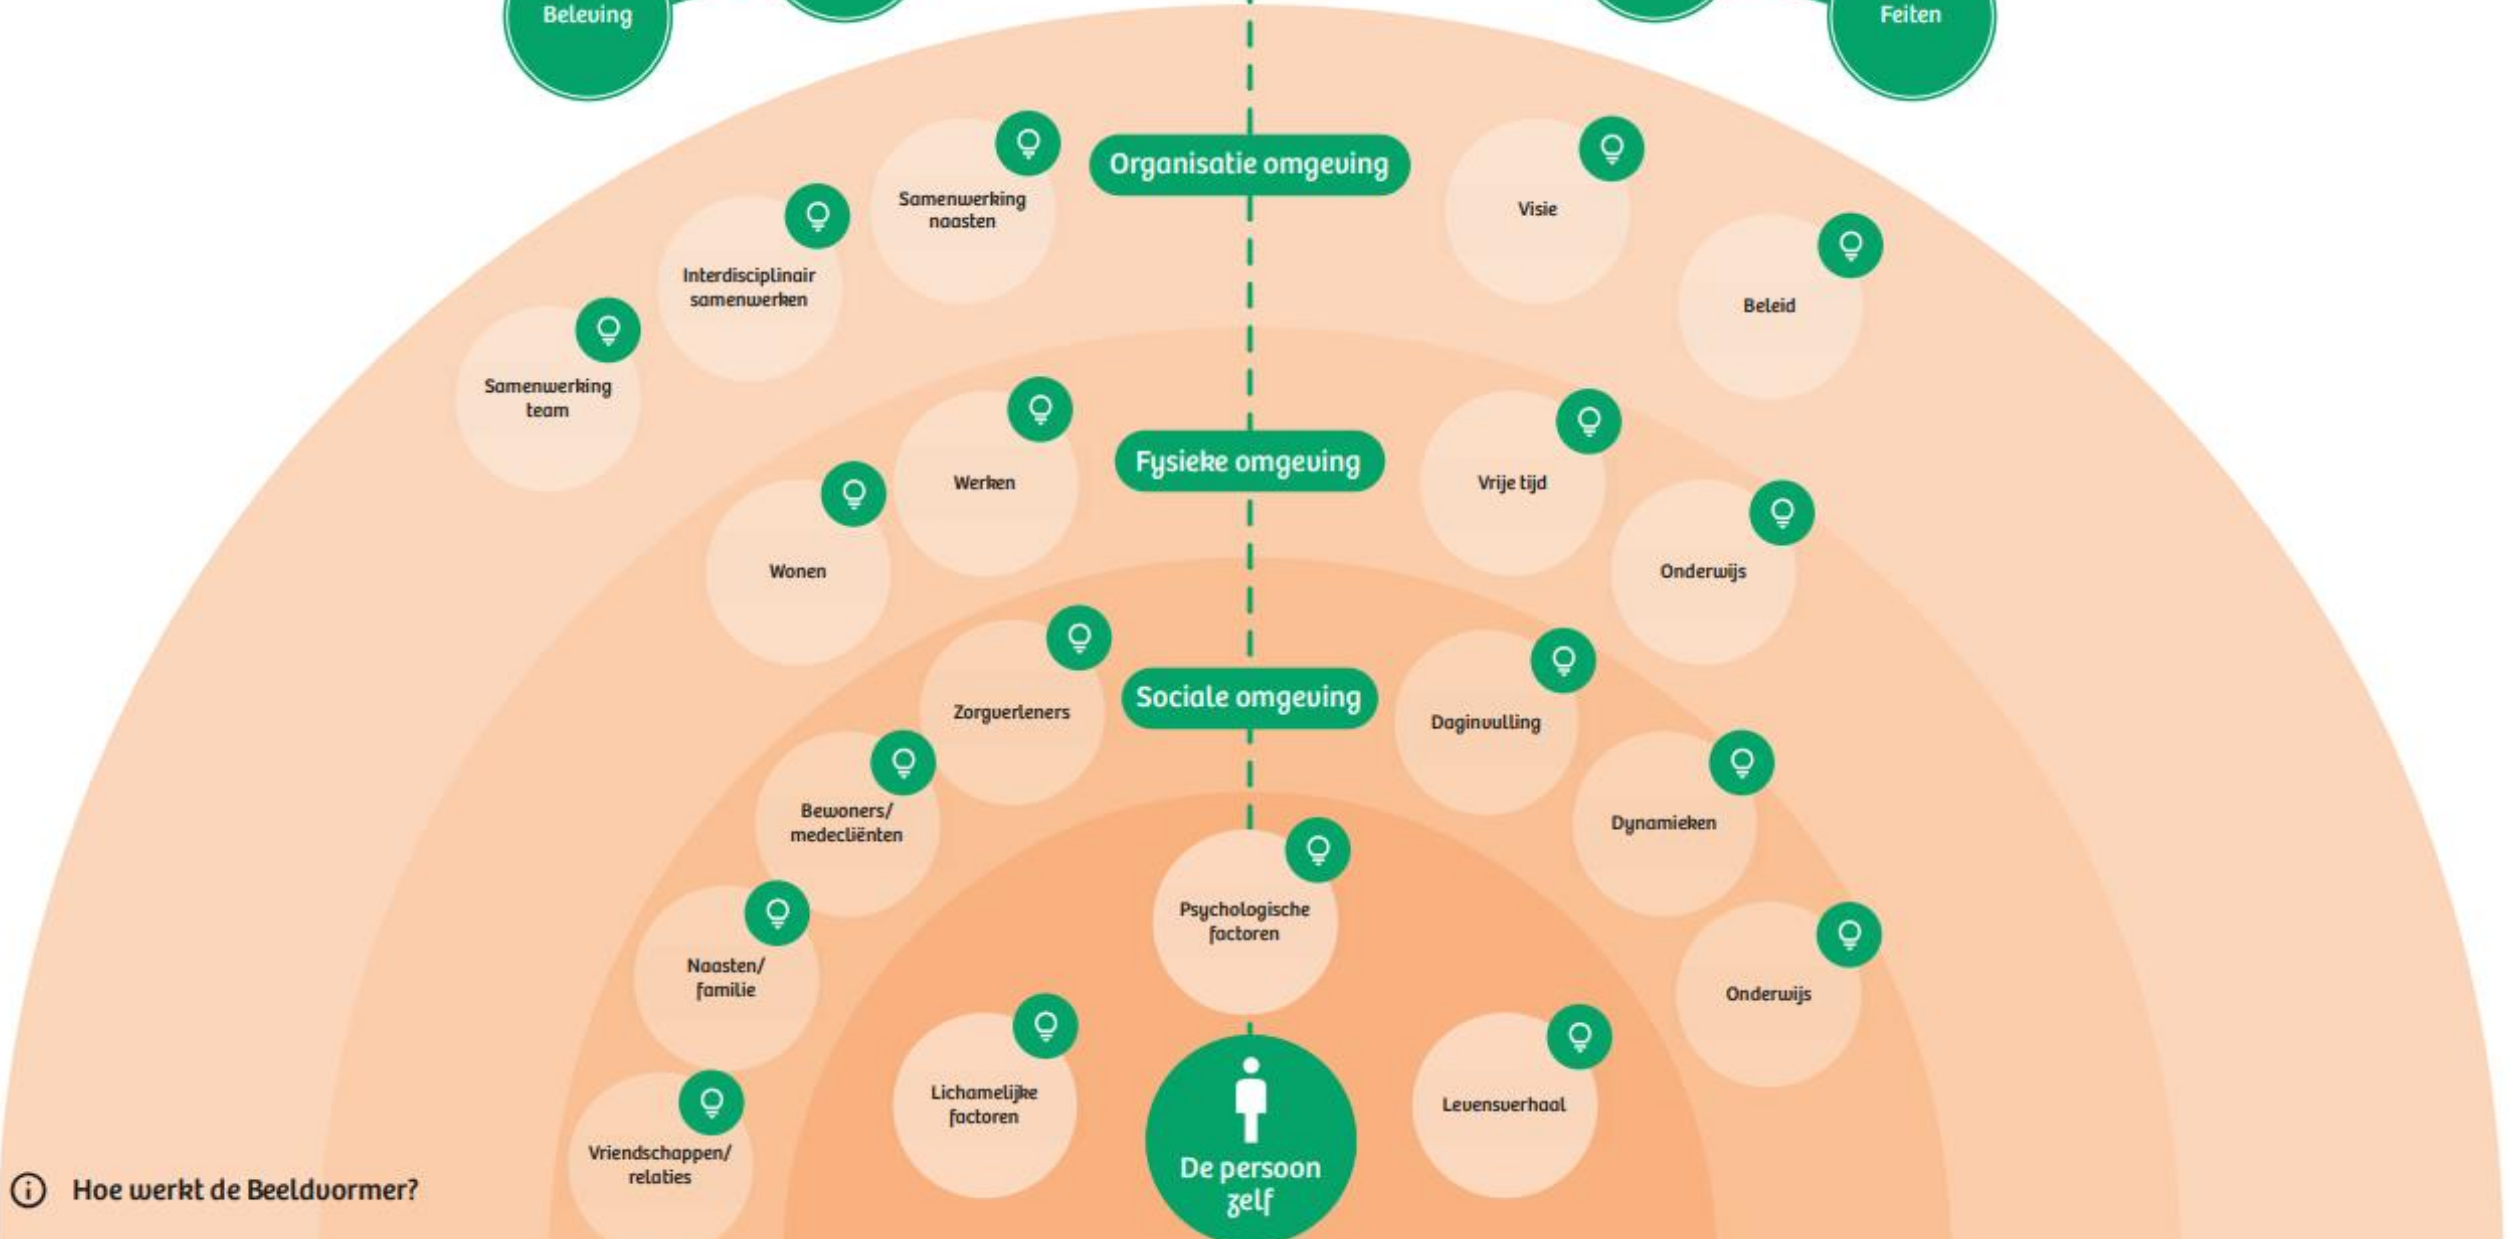 Beleving
Feiten
Organisatie omgeving
Samenwerking
naasten
Visie
Interdisciplinair
samenwerken
Beleid
Samenwerking
team
Fysieke omgeving
Werken
Vrije tijd
Wonen
Onderwijs
Sociale omgeving
Zorgverleners
Daginvulling
Bewoners/
medecliënten
Dynamieken
Psychologische
factoren
Naasten/
familie
Onderwijs
Lichamelijke
factoren
Levensverhaal
Vriendschappen/
relaties
De persoon
zelf
Hoe werkt de Beeldvormer?